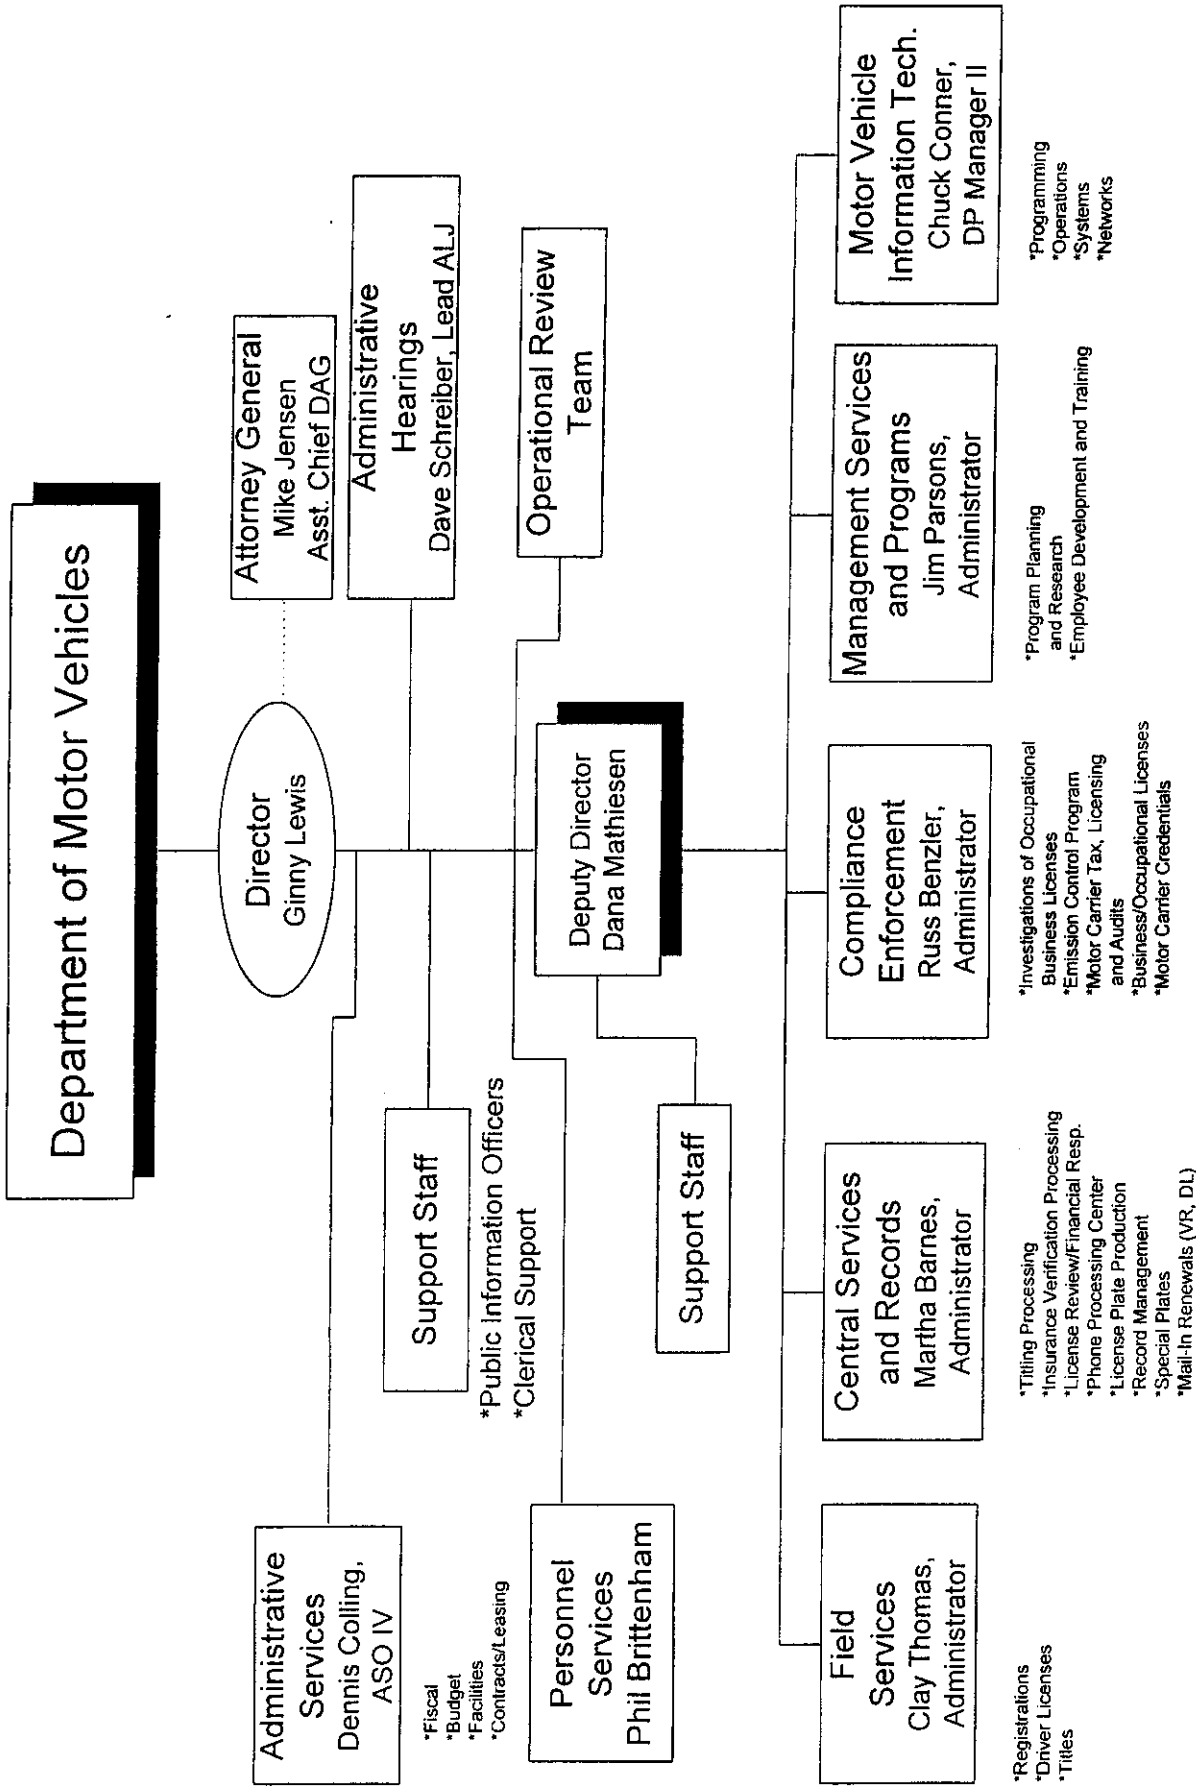 Department of Motor Vehicles
Director
Ginny Lewis
Attorney General
Mike Jensen
Asst. Chief DAG
Administrative
Hearings
Dave Schreiber, Lead ALJ
Administrative
Services
Dennis Colling,
ASO IV
*Fiscal
*Budget
*Facilities
*Contracts/Leasing
Support Staff
*Public Information Officers
*Clerical Support
Operational Review
Team
Personnel
Services
Phil Brittenham
Deputy Director
Dana Mathiesen
Support Staff
Field
Services
Clay Thomas,
Administrator
*Registrations
*Driver Licenses
*Titles
Central Services
and Records
Martha Barnes,
Administrator
*Titling Processing
*Insurance Verification Processing
*License Review/Financial Resp.
*Phone Processing Center
*License Plate Production
*Record Management
*Special Plates
*Mail-In Renewals (VR, DL)
Compliance
Enforcement
Russ Benzler,
Administrator
*Investigations of Occupational
Business Licenses
*Emission Control Program
*Motor Carrier Tax, Licensing
and Audits
*Business/Occupational Licenses
*Motor Carrier Credentials
Management Services
and Programs
Jim Parsons,
Administrator
*Program Planning
and Research
*Employee Development and Training
Motor Vehicle
Information Tech.
Chuck Conner,
DP Manager II
*Programming
*Operations
*Systems
*Networks